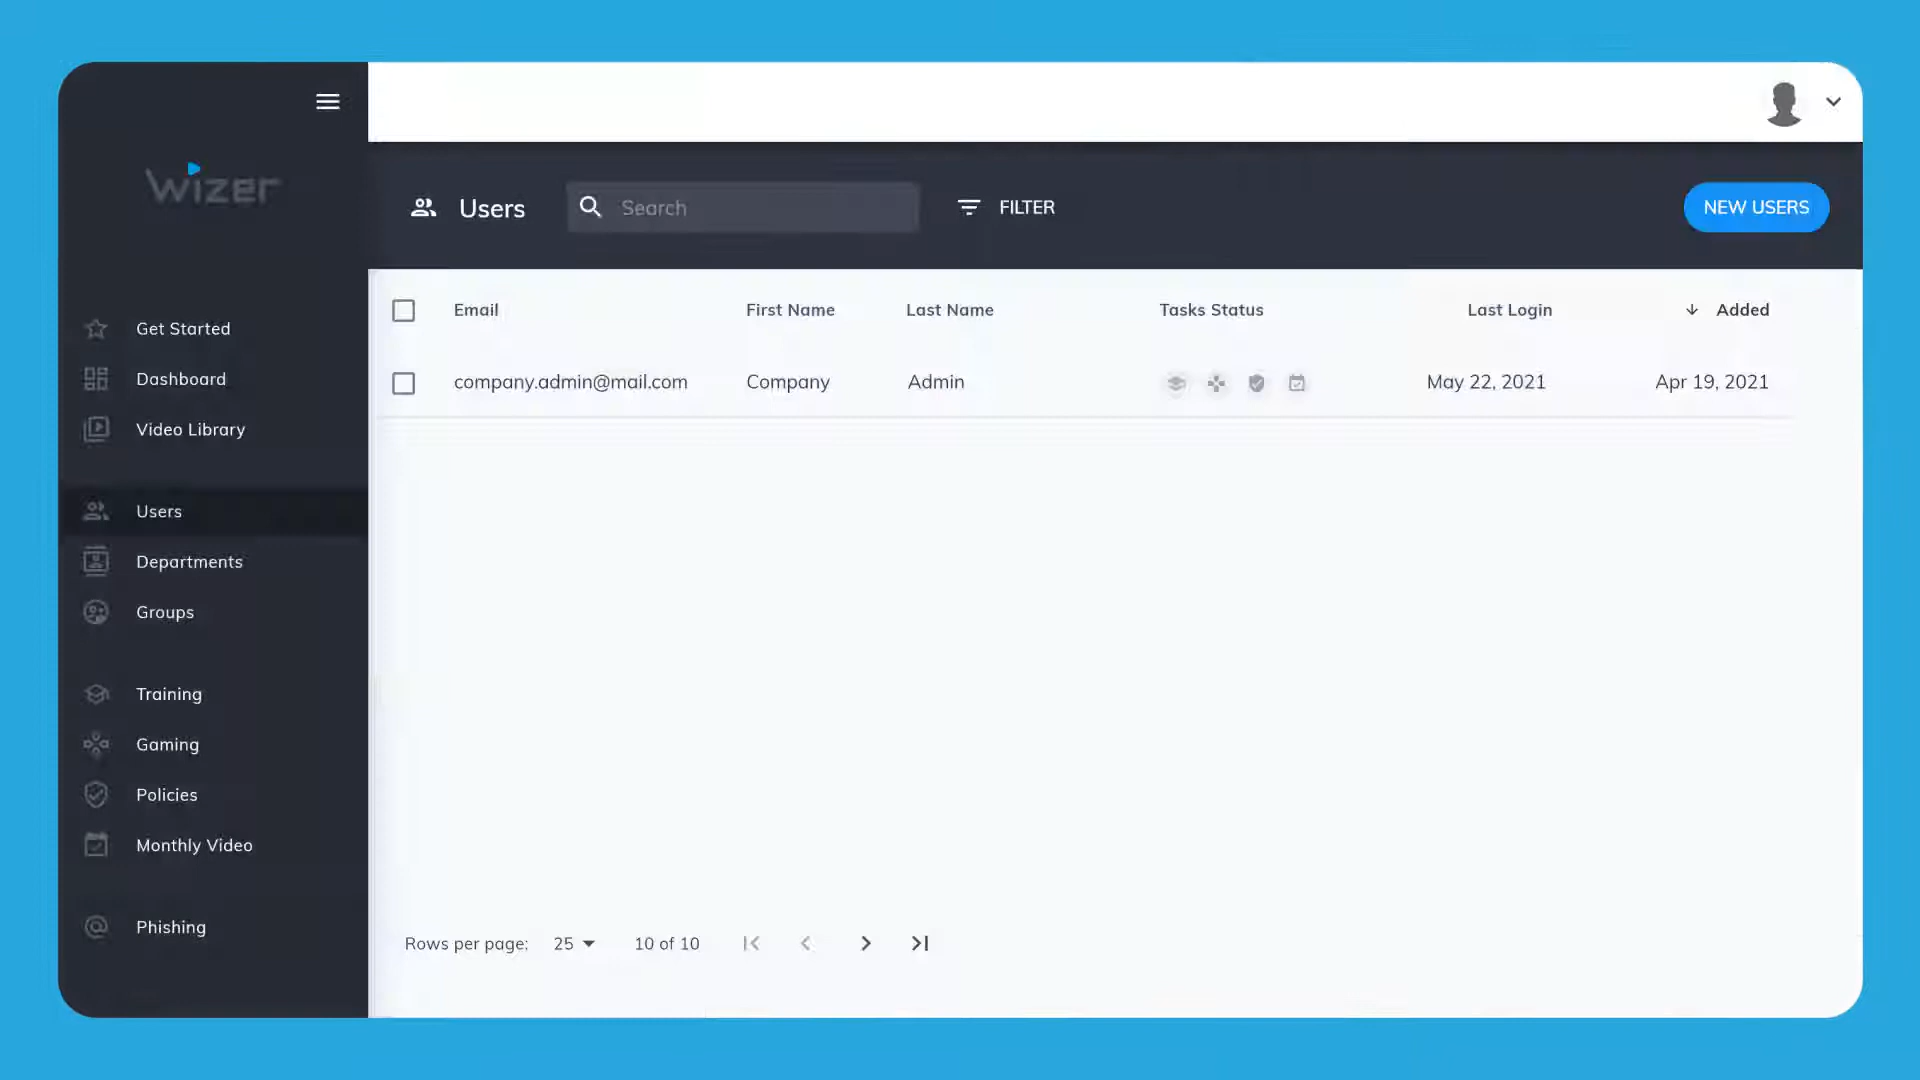 wizer
Users
Search
FILTER
NEW USERS
Get Started
Dashboard
Video Library
Users
Departments
Groups
Training
Gaming
Policies
Monthly Video
Phishing
Email First Name Last Name Tasks Status Last Login Added
company.admin@mail.com Company Admin May 22, 2021 Apr 19, 2021
Rows per page: 25 10 of 10